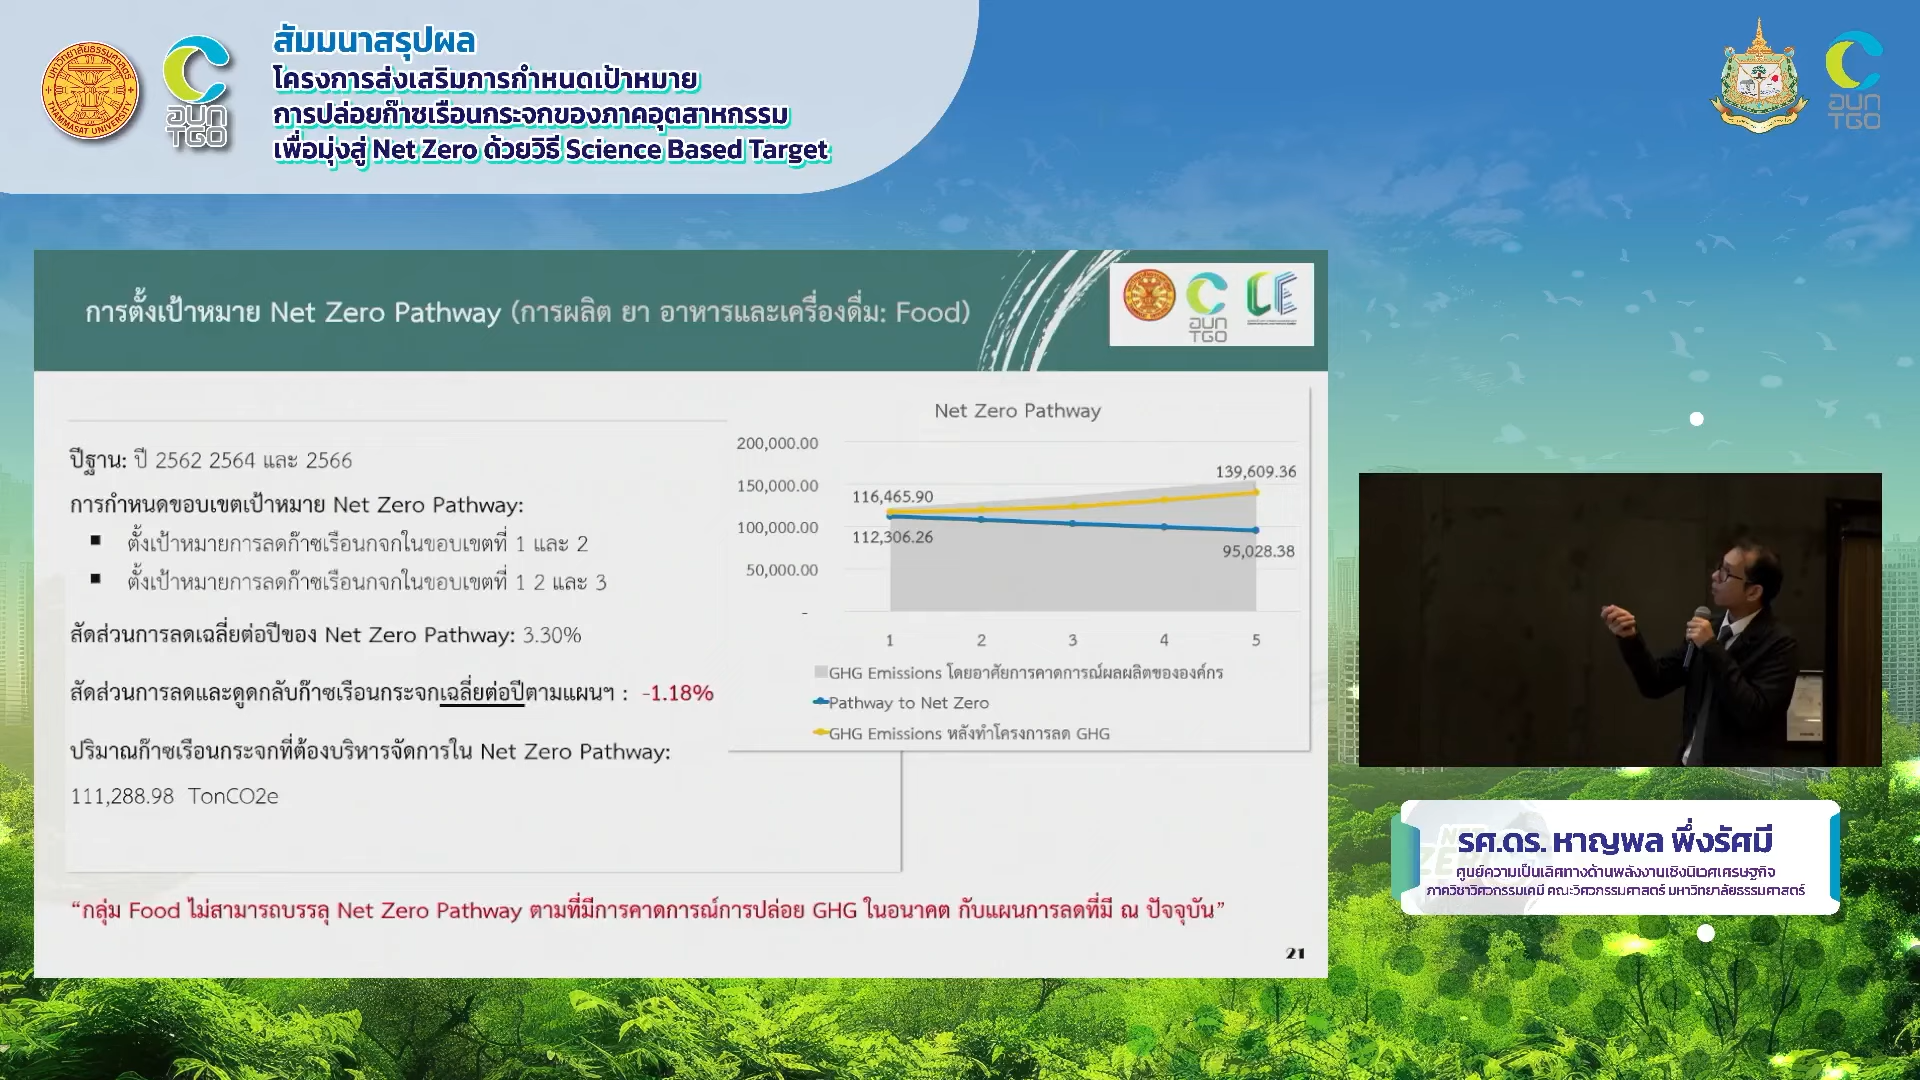 สัมมนาสรุปผล
โครงการส่งเสริมการกำหนดเป้าหมาย
การปล่อยก๊าซเรือนกระจกของภาคอุตสาหกรรม
เพื่อมุ่งสู่ Net Zero ด้วยวิธี Science Based Target
มหาวิทยาลัยธรรมศาสตร์
THAMMASAT UNIVERSITY
อบก
TGO
อบก
TGO
การตั้งเป้าหมาย Net Zero Pathway (การผลิต ยา อาหารและเครื่องดื่ม: Food)
อบก
TGO
ปีฐาน: ปี 2562 2564 และ 2566
การกำหนดขอบเขตเป้าหมาย Net Zero Pathway:
ตั้งเป้าหมายการลดก๊าซเรือนกจกในขอบเขตที่ 1 และ 2
ตั้งเป้าหมายการลดก๊าซเรือนกจกในขอบเขตที่ 1 2 และ 3
สัดส่วนการลดเฉลี่ยต่อปีของ Net Zero Pathway: 3.30%
สัดส่วนการลดและดูดกลับก๊าซเรือนกระจกเฉลี่ยต่อปีตามแผนฯ : -1.18%
ปริมาณก๊าซเรือนกระจกที่ต้องบริหารจัดการใน Net Zero Pathway:
111,288.98 TonCO2e
Net Zero Pathway
200,000.00
150,000.00
100,000.00
50,000.00
-
116,465.90
139,609.36
112,306.26
95,028.38
1 2 3 4 5
GHG Emissions โดยอาศัยการคาดการณ์ผลผลิตขององค์กร
Pathway to Net Zero
GHG Emissions หลังทำโครงการลด GHG
“กลุ่ม Food ไม่สามารถบรรลุ Net Zero Pathway ตามที่มีการคาดการณ์การปล่อย GHG ในอนาคต กับแผนการลดที่มี ณ ปัจจุบัน”
21
รศ.ดร. หาญพล พึ่งรัศมี
ศูนย์ความเป็นเลิศทางด้านพลังงานเชิงนิเวศเศรษฐกิจ
ภาควิชาวิศวกรรมเคมี คณะวิศวกรรมศาสตร์ มหาวิทยาลัยธรรมศาสตร์